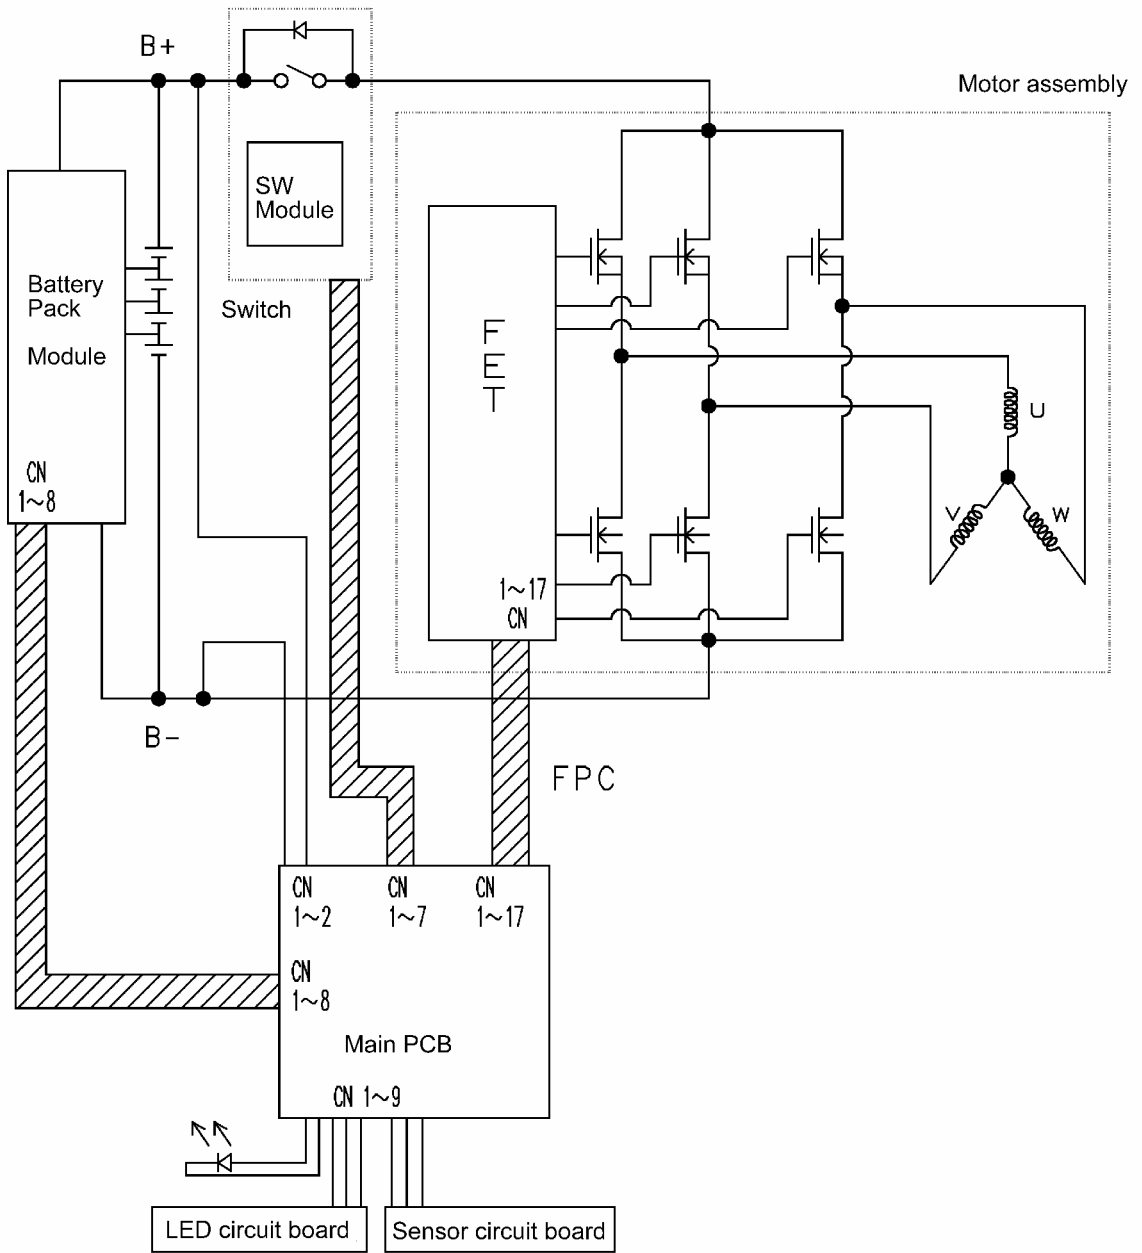 B+
Motor assembly
SW
Module
Battery
Pack
Module
Switch
F
E
T
U
CN
1~8
V
W
1~17
CN
B-
FPC
CN
1~2
CN
1~7
CN
1~17
CN
1~8
Main PCB
CN 1~9
LED circuit board
Sensor circuit board